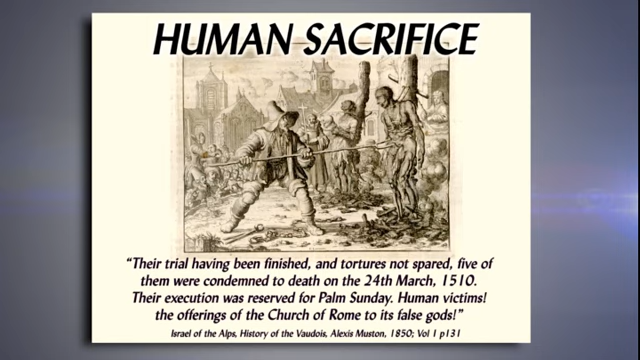 HUMAN SACRIFICE
“Their trial having been finished, and tortures not spared, five of
them were condemned to death on the 24th March, 1510.
Their execution was reserved for Palm Sunday. Human victims!
the offerings of the Church of Rome to its false gods!”
Israel of the Alps, History of the Vaudois, Alexis Muston, 1850; Vol 1 p131